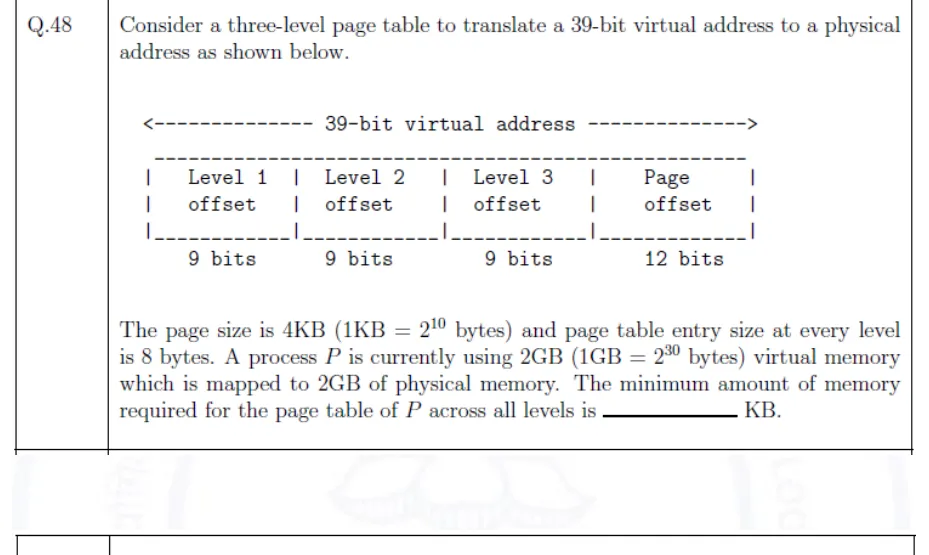 Q.48 Consider a three-level page table to translate a 39-bit virtual address to a physical
address as shown below.
<-------------- 39-bit virtual address -------------->
----------------------------------------------------
| Level 1 | Level 2 | Level 3 | Page |
| offset | offset | offset | offset |
|____________|____________|____________|_____________|
9 bits 9 bits 9 bits 12 bits
The page size is 4KB (1KB = 2^10 bytes) and page table entry size at every level
is 8 bytes. A process P is currently using 2GB (1GB = 2^30 bytes) virtual memory
which is mapped to 2GB of physical memory. The minimum amount of memory
required for the page table of P across all levels is __________ KB.